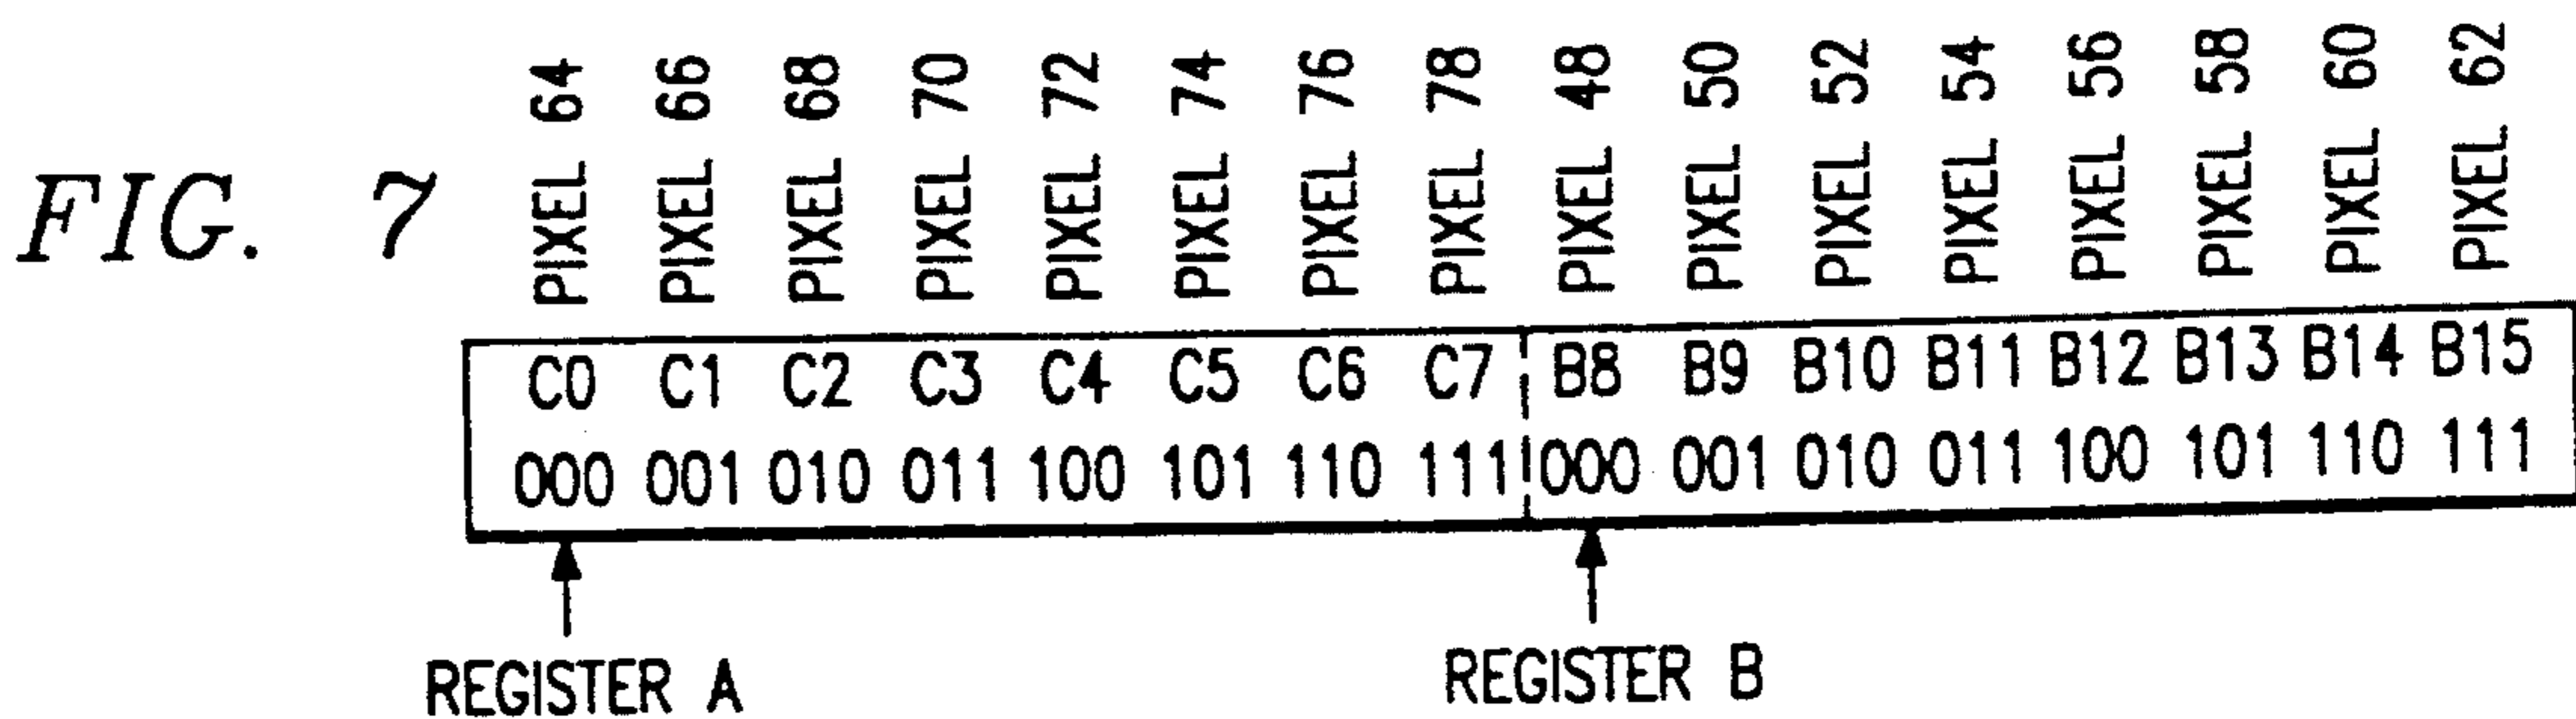 FIG. 7
PIXEL 64 PIXEL 66 PIXEL 68 PIXEL 70 PIXEL 72 PIXEL 74 PIXEL 76 PIXEL 78 PIXEL 48 PIXEL 50 PIXEL 52 PIXEL 54 PIXEL 56 PIXEL 58 PIXEL 60 PIXEL 62
C0 C1 C2 C3 C4 C5 C6 C7 B8 B9 B10 B11 B12 B13 B14 B15
000 001 010 011 100 101 110 111 000 001 010 011 100 101 110 111
REGISTER A REGISTER B